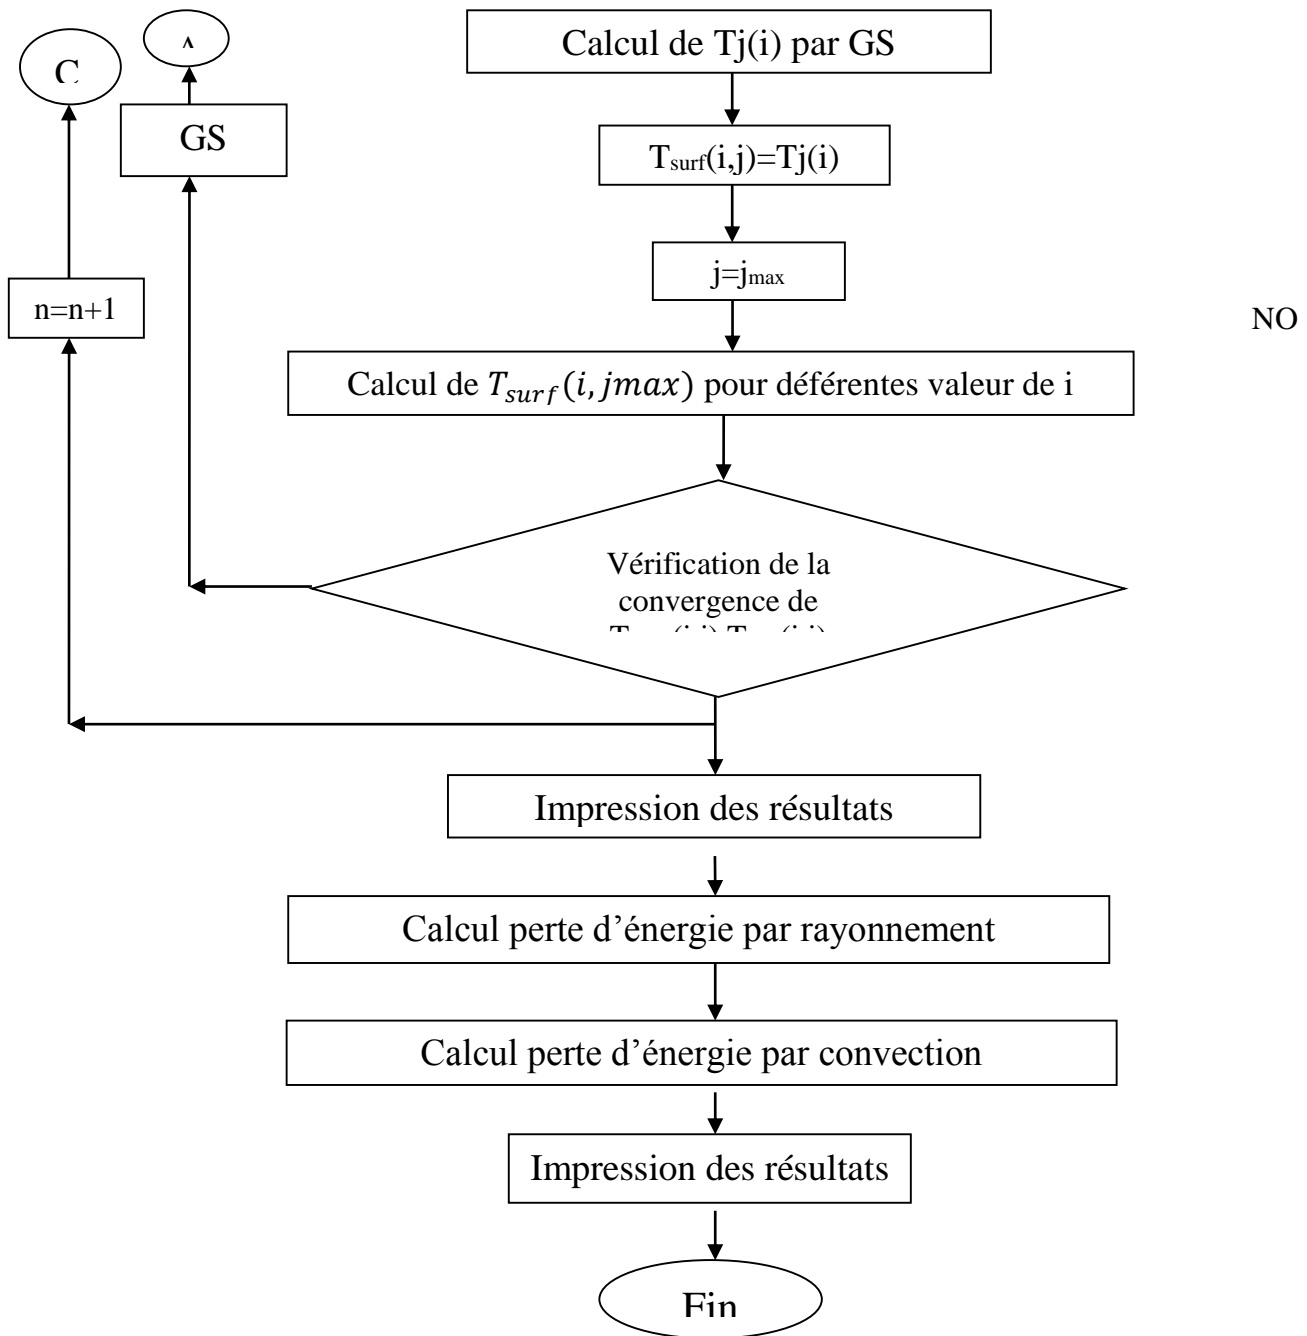 Calcul de Tj(i) par GS
C
GS
Tsurf(i,j)=Tj(i)
j=jmax
n=n+1
NO
Calcul de Tsurf(i, jmax) pour déférentes valeur de i
Vérification de la
convergence de
Impression des résultats
Calcul perte d’énergie par rayonnement
Calcul perte d’énergie par convection
Impression des résultats
Fin